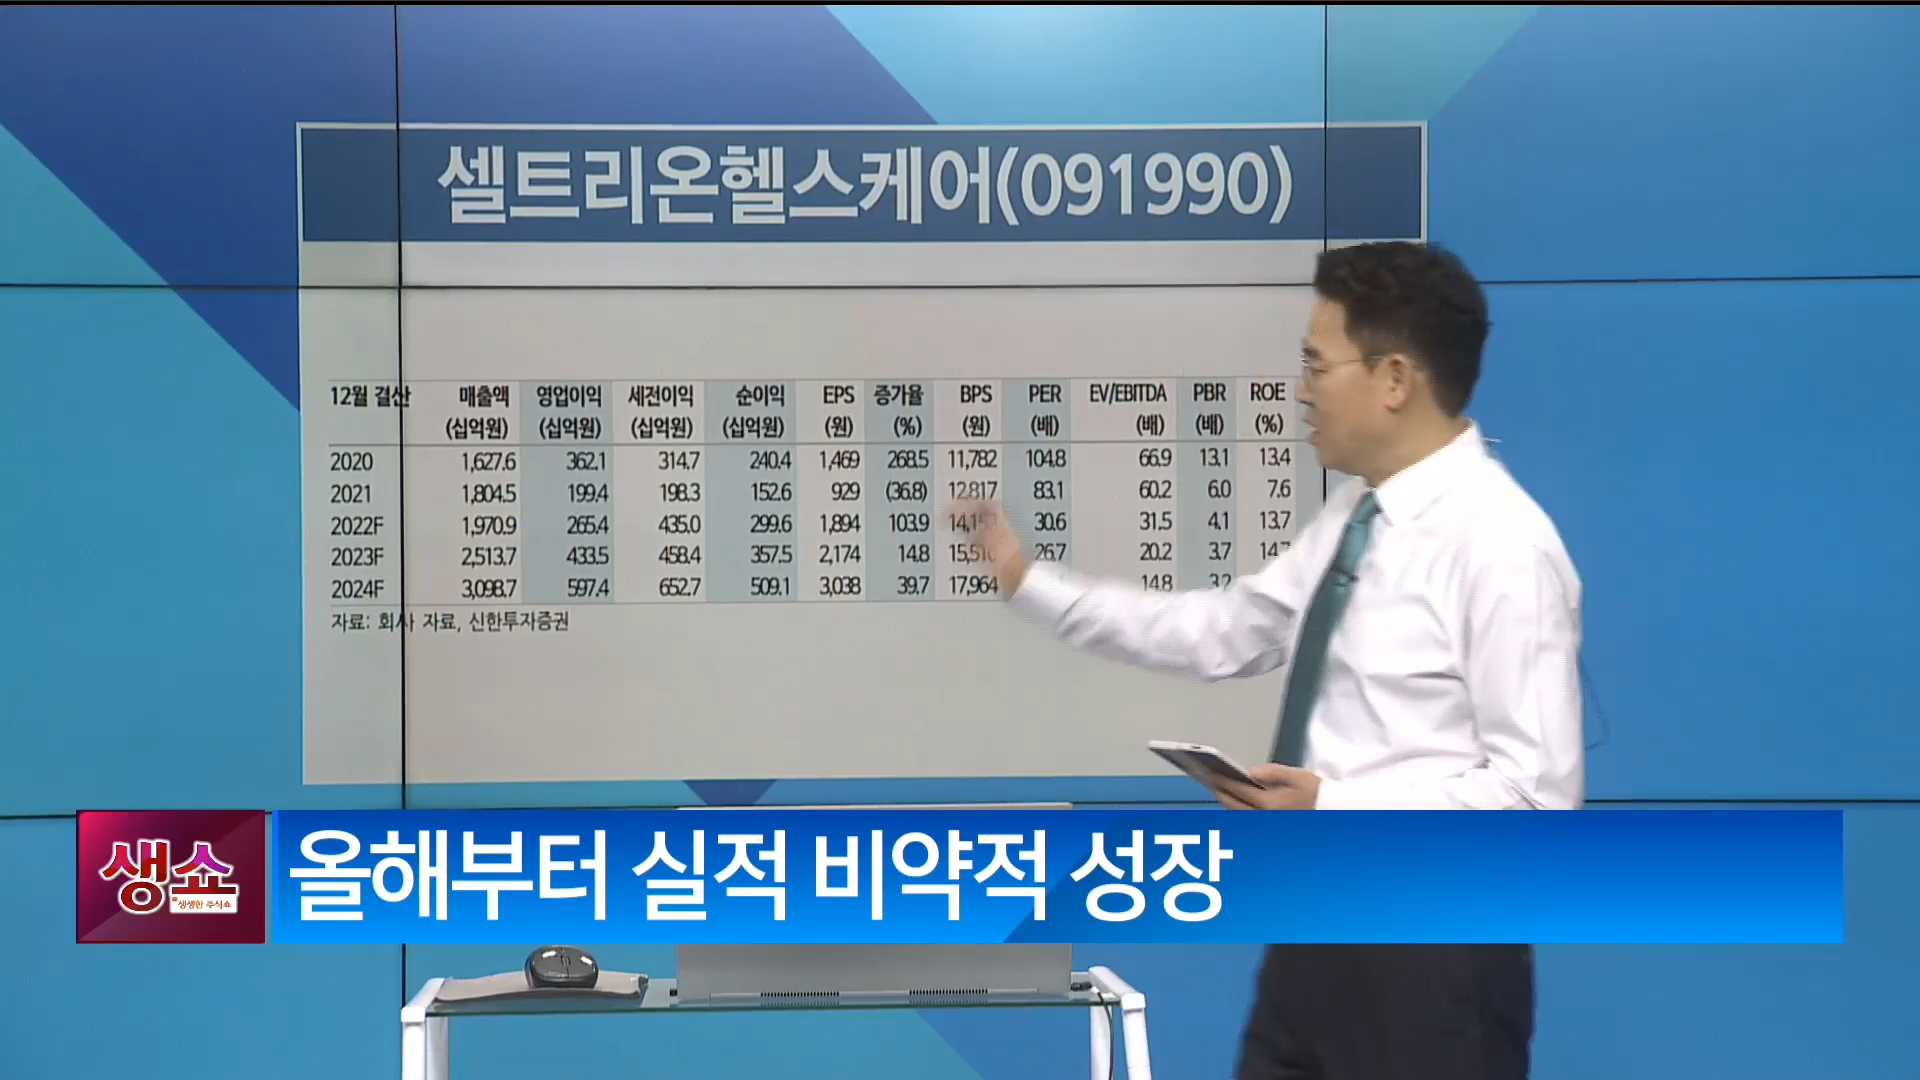 셀트리온헬스케어(091990)
12월 결산 매출액 영업이익 세전이익 순이익 EPS 증가율 BPS PER EV/EBITDA PBR ROE
(십억원) (십억원) (십억원) (십억원) (원) (%) (원) (배) (배) (배) (%)
2020 1,627.6 362.1 314.7 240.4 1,469 268.5 11,782 104.8 66.9 13.1 13.4
2021 1,804.5 199.4 198.3 152.6 929 (36.8) 12,817 83.1 60.2 6.0 7.6
2022F 1,970.9 265.4 435.0 299.6 1,894 103.9 30.6 31.5 4.1 13.7
2023F 2,513.7 433.5 458.4 357.5 2,174 14.8 26.7 20.2 3.7
2024F 3,098.7 597.4 652.7 509.1 3,038 39.7 17,964 14.8 3.2
자료: 회사 자료, 신한투자증권
생쇼 생생한 주식쇼
올해부터 실적 비약적 성장